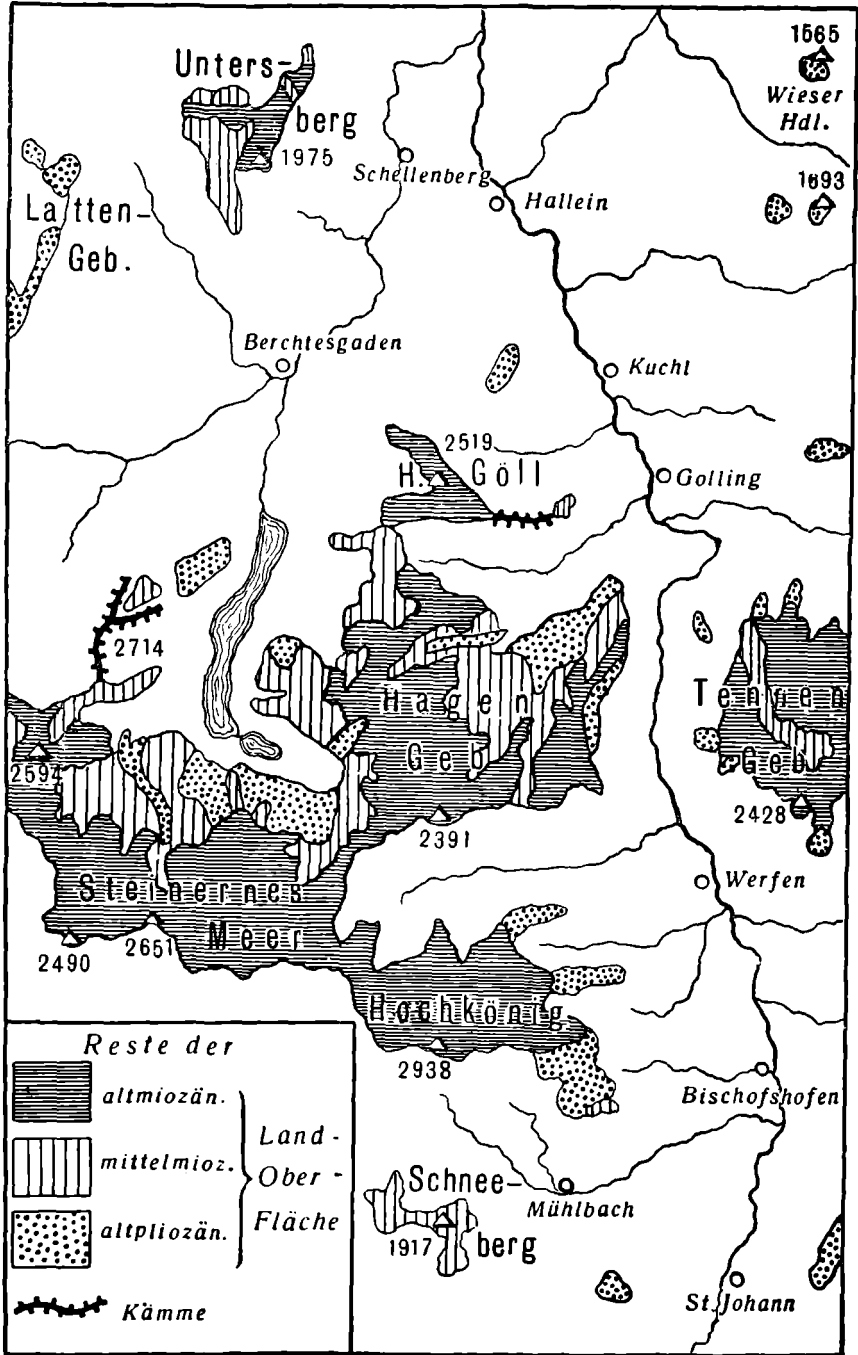 1565
Wieser
Hdl.
Unters-
berg
1975
Schellenberg
1693
Hallein
Latten-
Geb.
Berchtesgaden
Kuchl
2519
H. Göll
Golling
2714
Hagen
Geb
Tennen
Geb
2594
2391
2428
Werfen
Steinernes
Meer
2490
2651
Hochkönig
2938
Bischofshofen
Reste der
altmiozän.
mittelmioz.
altpliozän.
Land-
Ober-
Fläche
Kämme
Schnee-
berg
1917
Mühlbach
St. Johann